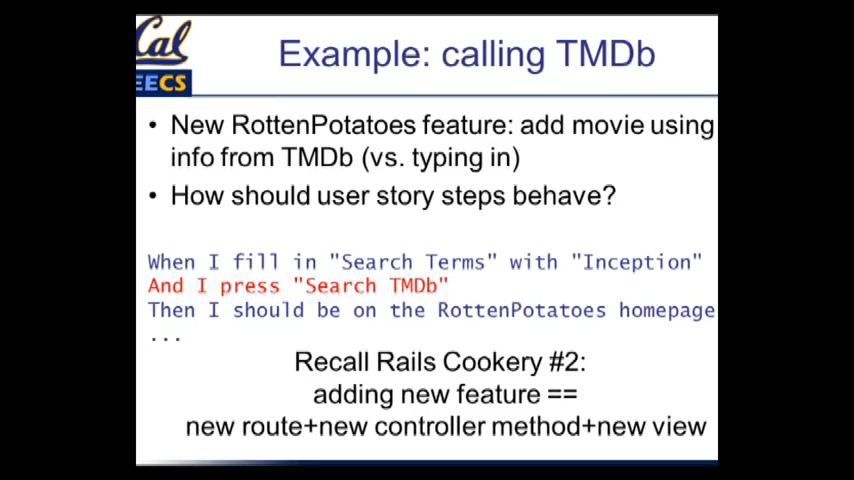 Cal
EECS
Example: calling TMDb
• New RottenPotatoes feature: add movie using
info from TMDb (vs. typing in)
• How should user story steps behave?
When I fill in "Search Terms" with "Inception"
And I press "Search TMDb"
Then I should be on the RottenPotatoes homepage
...
Recall Rails Cookery #2:
adding new feature ==
new route+new controller method+new view